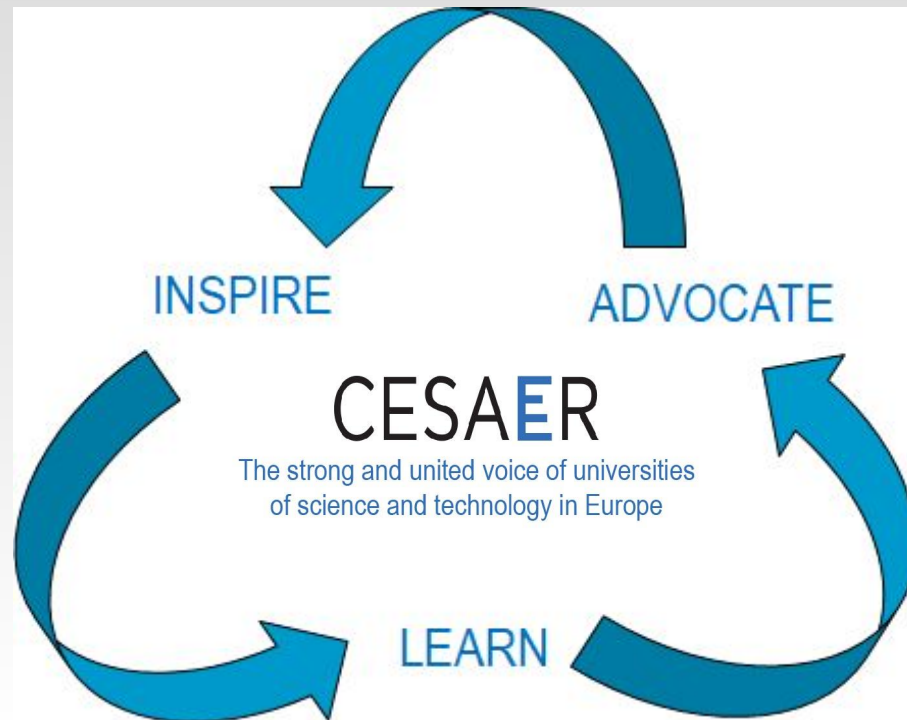 INSPIRE
ADVOCATE
CESAER
The strong and united voice of universities
of science and technology in Europe
LEARN